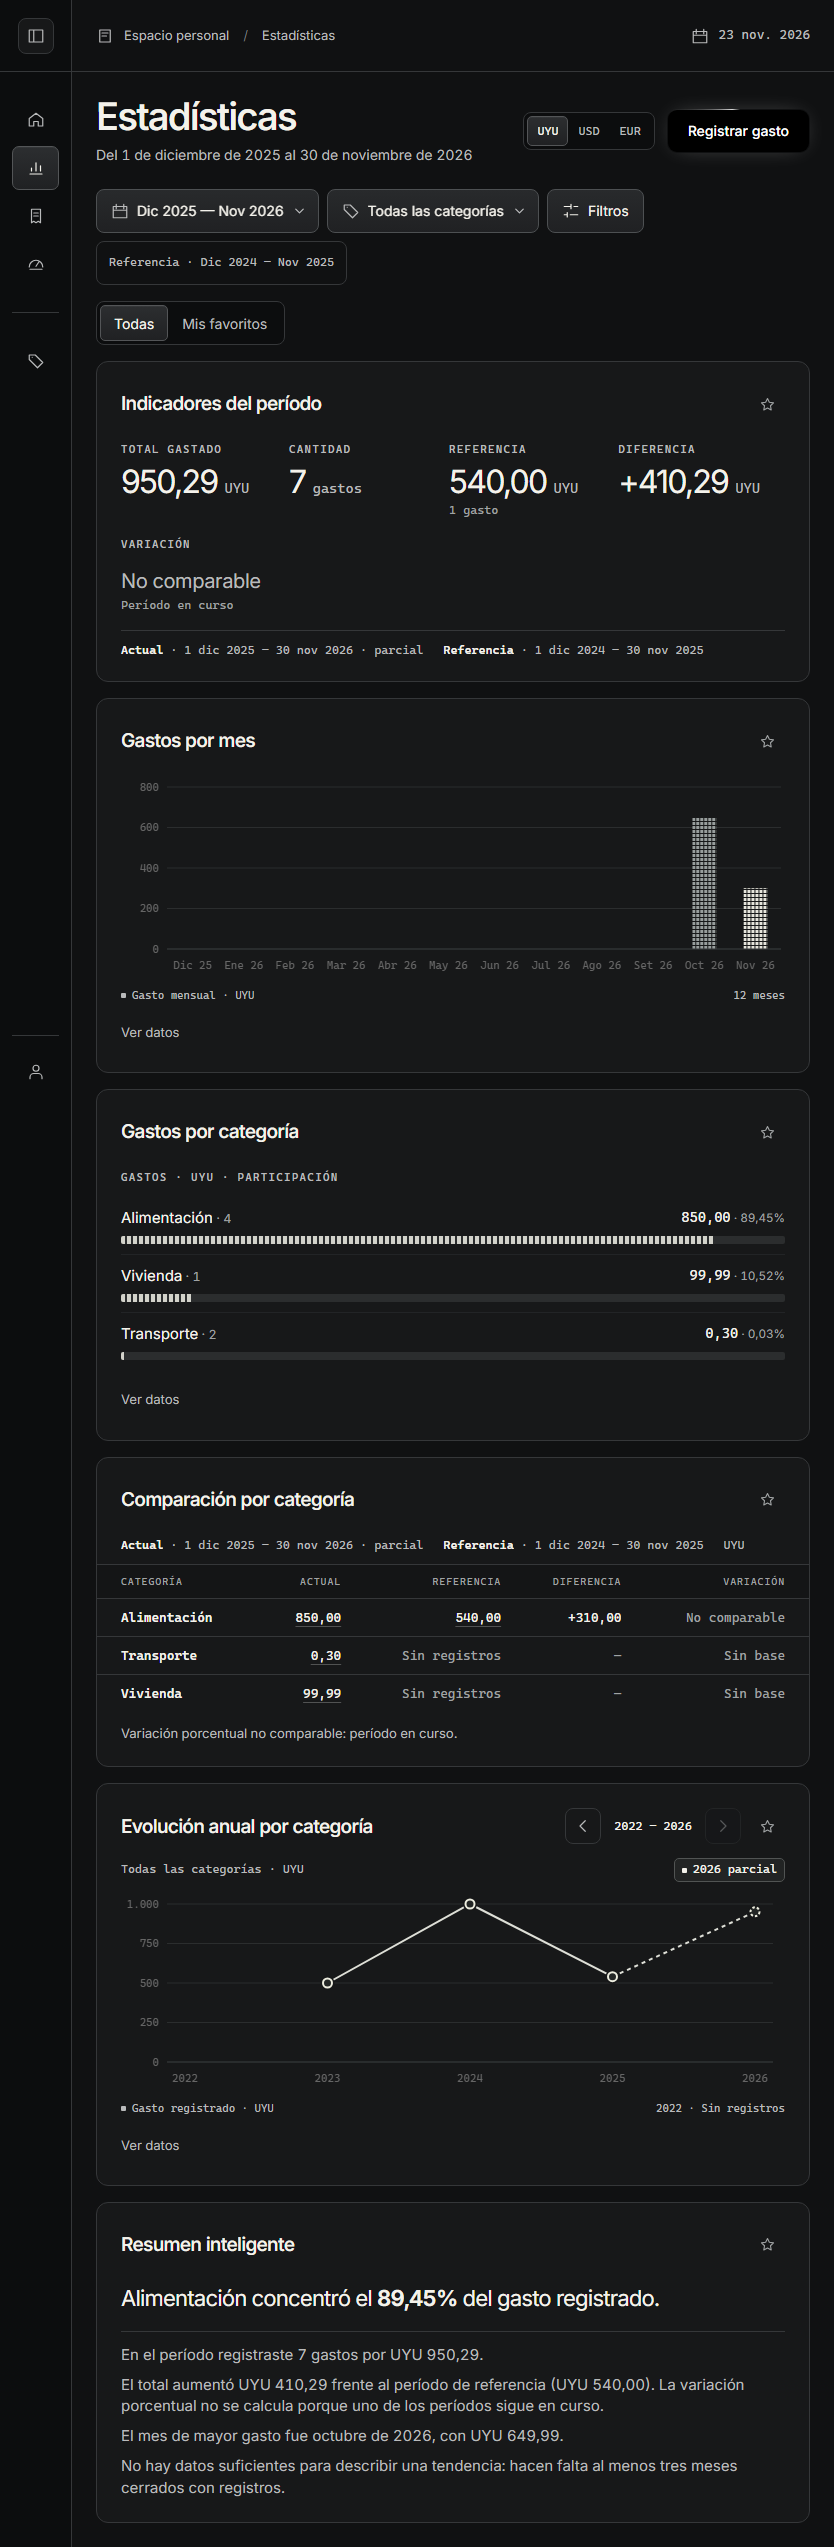 Espacio personal / Estadísticas
23 nov. 2026
Estadísticas
Del 1 de diciembre de 2025 al 30 de noviembre de 2026
UYU USD EUR
Registrar gasto
Dic 2025 — Nov 2026
Todas las categorías
Filtros
Referencia · Dic 2024 — Nov 2025
Todas
Mis favoritos
Indicadores del período
TOTAL GASTADO CANTIDAD REFERENCIA DIFERENCIA
950,29 UYU 7 gastos 540,00 UYU +410,29 UYU
1 gasto
VARIACIÓN
No comparable
Período en curso
Actual · 1 dic 2025 — 30 nov 2026 · parcial Referencia · 1 dic 2024 — 30 nov 2025
Gastos por mes
800
600
400
200
0
Dic 25 Ene 26 Feb 26 Mar 26 Abr 26 May 26 Jun 26 Jul 26 Ago 26 Set 26 Oct 26 Nov 26
Gasto mensual · UYU 12 meses
Ver datos
Gastos por categoría
GASTOS · UYU · PARTICIPACIÓN
Alimentación · 4 850,00 · 89,45%
Vivienda · 1 99,99 · 10,52%
Transporte · 2 0,30 · 0,03%
Ver datos
Comparación por categoría
Actual · 1 dic 2025 — 30 nov 2026 · parcial Referencia · 1 dic 2024 — 30 nov 2025 UYU
CATEGORÍA ACTUAL REFERENCIA DIFERENCIA VARIACIÓN
Alimentación 850,00 540,00 +310,00 No comparable
Transporte 0,30 Sin registros — Sin base
Vivienda 99,99 Sin registros — Sin base
Variación porcentual no comparable: período en curso.
Evolución anual por categoría
2022 — 2026
Todas las categorías · UYU
2026 parcial
1.000
750
500
250
0
2022 2023 2024 2025 2026
Gasto registrado · UYU 2022 · Sin registros
Ver datos
Resumen inteligente
Alimentación concentró el 89,45% del gasto registrado.
En el período registraste 7 gastos por UYU 950,29.
El total aumentó UYU 410,29 frente al período de referencia (UYU 540,00). La variación
porcentual no se calcula porque uno de los períodos sigue en curso.
El mes de mayor gasto fue octubre de 2026, con UYU 649,99.
No hay datos suficientes para describir una tendencia: hacen falta al menos tres meses
cerrados con registros.